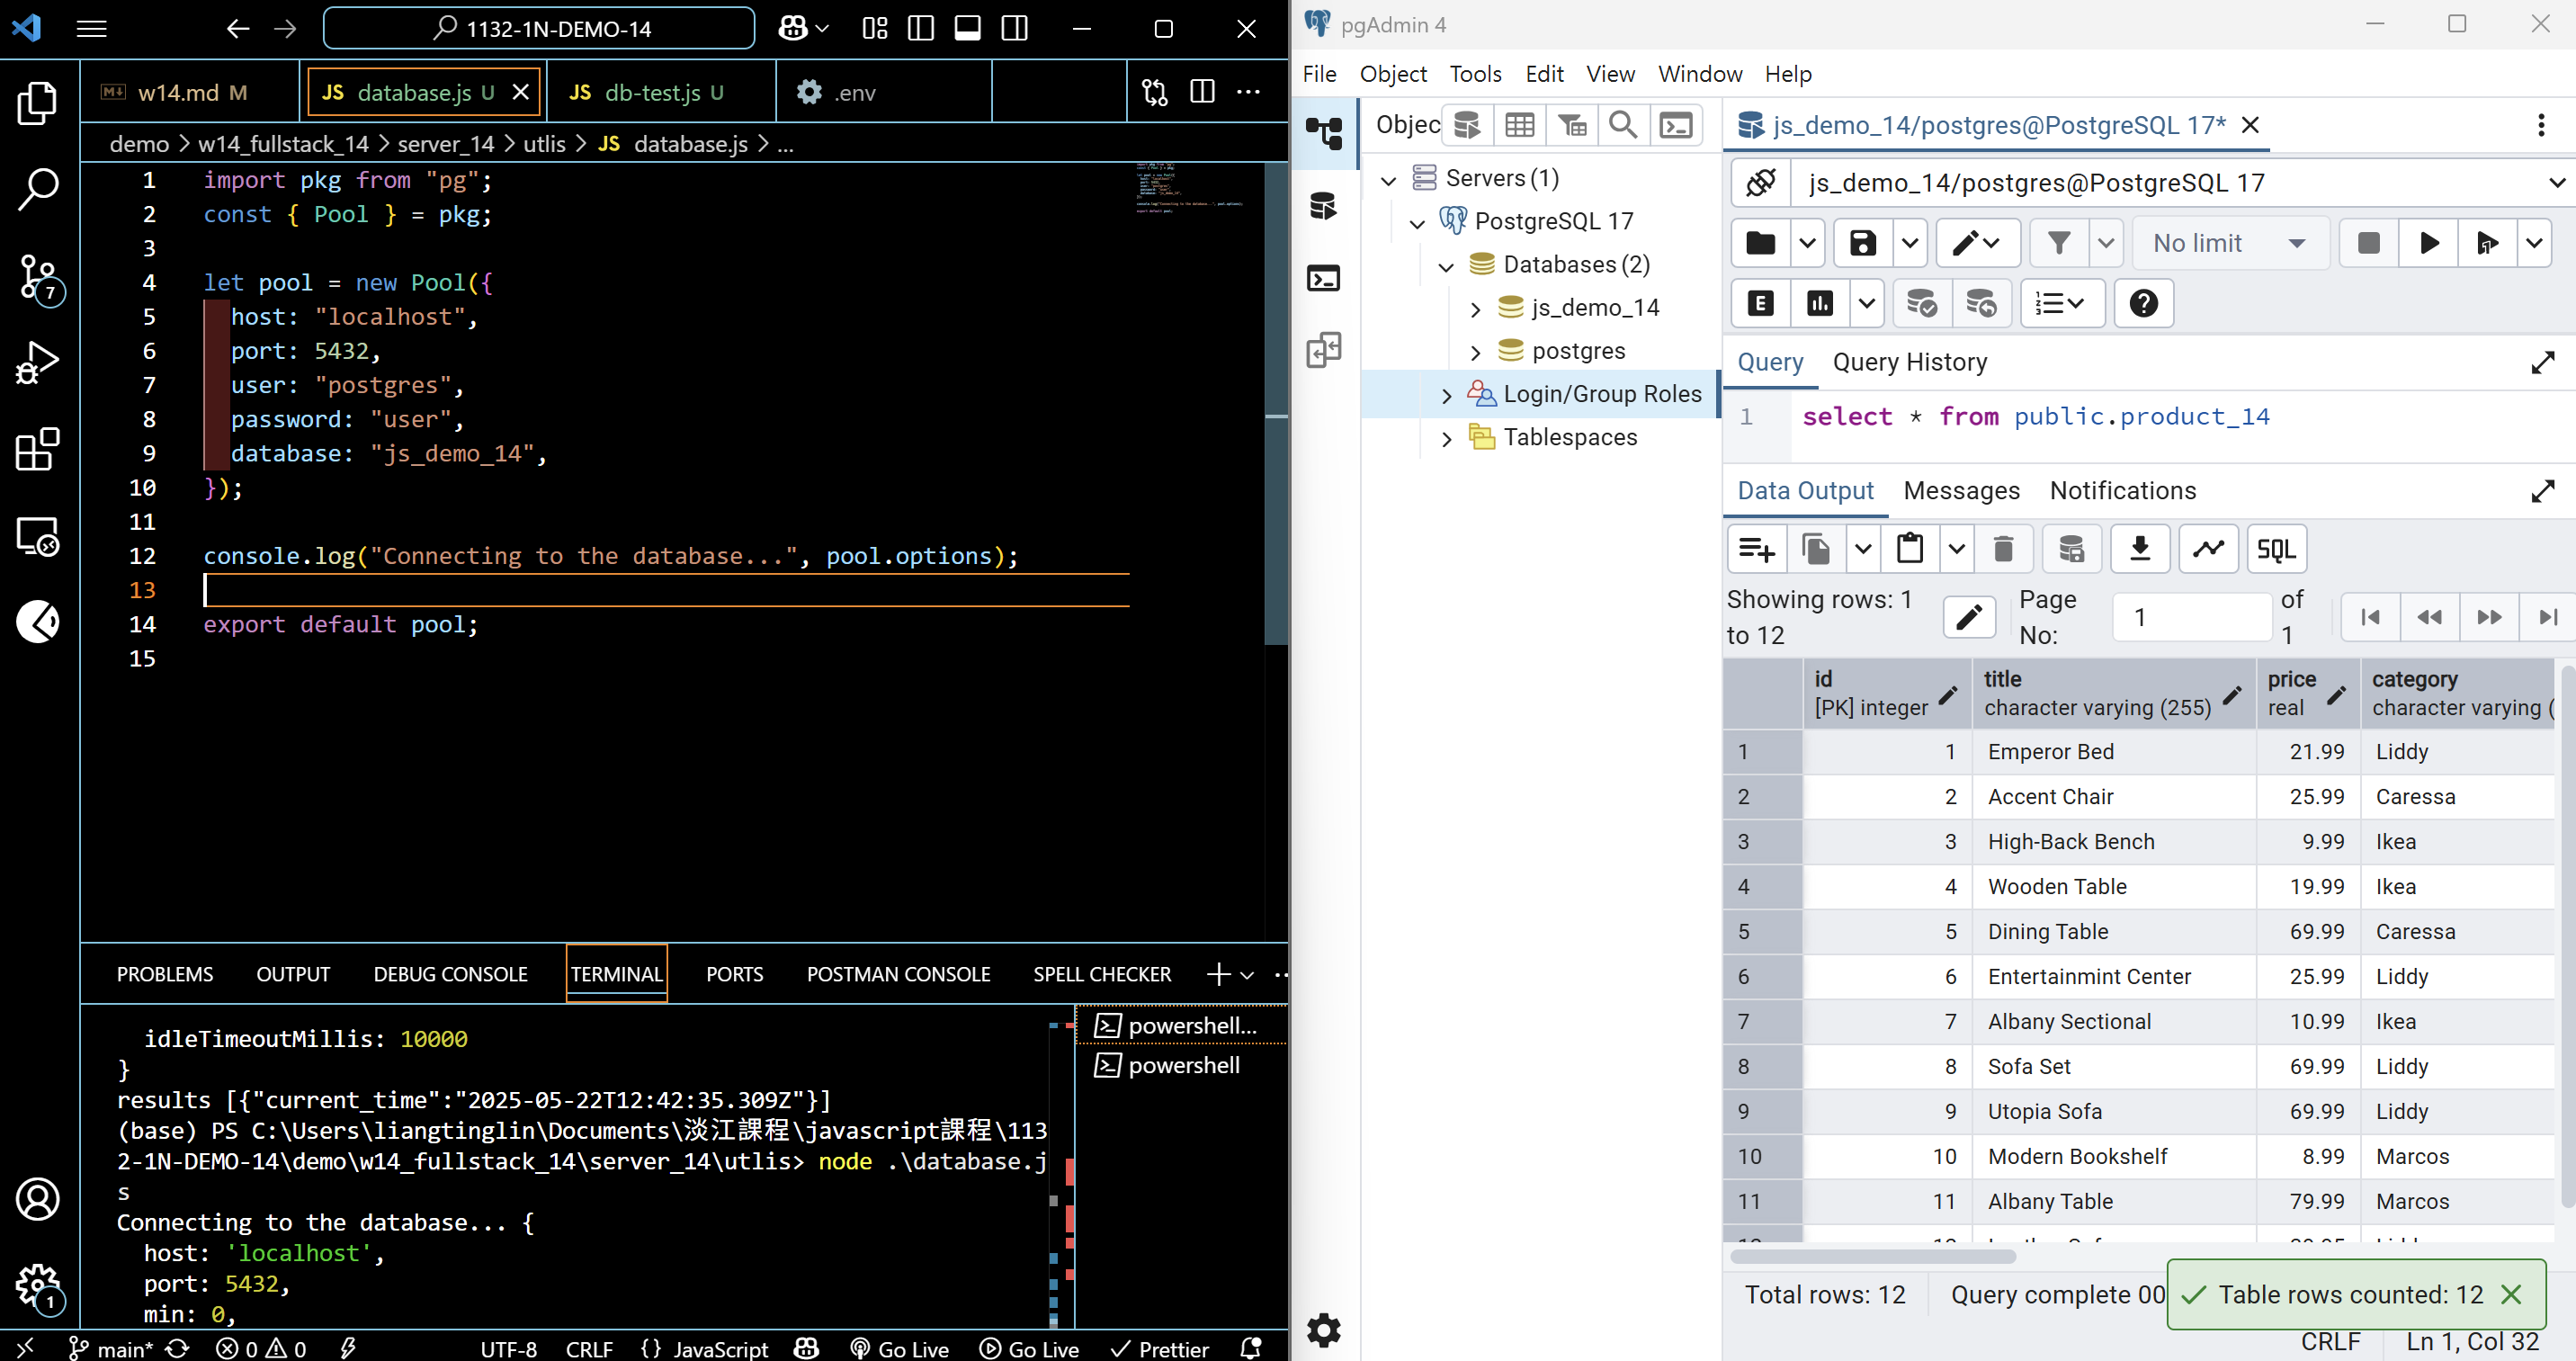 1132-1N-DEMO-14
w14.md M
JS database.js U
JS db-test.js U
.env
demo > w14_fullstack_14 > server_14 > utlis > JS database.js > ...
1 import pkg from "pg";
2 const { Pool } = pkg;
3
4 let pool = new Pool({
5 host: "localhost",
6 port: 5432,
7 user: "postgres",
8 password: "user",
9 database: "js_demo_14",
10 });
11
12 console.log("Connecting to the database...", pool.options);
13
14 export default pool;
15
7
1
PROBLEMS OUTPUT DEBUG CONSOLE TERMINAL PORTS POSTMAN CONSOLE SPELL CHECKER
idleTimeoutMillis: 10000
}
results [{"current_time":"2025-05-22T12:42:35.309Z"}]
(base) PS C:\Users\liangtinglin\Documents\淡江課程\javascript課程\113
2-1N-DEMO-14\demo\w14_fullstack_14\server_14\utlis> node .\database.j
s
Connecting to the database... {
host: 'localhost',
port: 5432,
min: 0,
powershell...
powershell
main* 0 0 UTF-8 CRLF {} JavaScript Go Live Go Live Prettier
pgAdmin 4
File Object Tools Edit View Window Help
Objec
Servers (1)
PostgreSQL 17
Databases (2)
js_demo_14
postgres
Login/Group Roles
Tablespaces
js_demo_14/postgres@PostgreSQL 17*
js_demo_14/postgres@PostgreSQL 17
No limit
E
Query Query History
1 select * from public.product_14
Data Output Messages Notifications
SQL
Showing rows: 1
to 12
Page
No:
1
of
1
id title price category
[PK] integer character varying (255) real character varying (
1 1 Emperor Bed 21.99 Liddy
2 2 Accent Chair 25.99 Caressa
3 3 High-Back Bench 9.99 Ikea
4 4 Wooden Table 19.99 Ikea
5 5 Dining Table 69.99 Caressa
6 6 Entertainmint Center 25.99 Liddy
7 7 Albany Sectional 10.99 Ikea
8 8 Sofa Set 69.99 Liddy
9 9 Utopia Sofa 69.99 Liddy
10 10 Modern Bookshelf 8.99 Marcos
11 11 Albany Table 79.99 Marcos
Total rows: 12 Query complete 00
Table rows counted: 12
CRLF Ln 1, Col 32